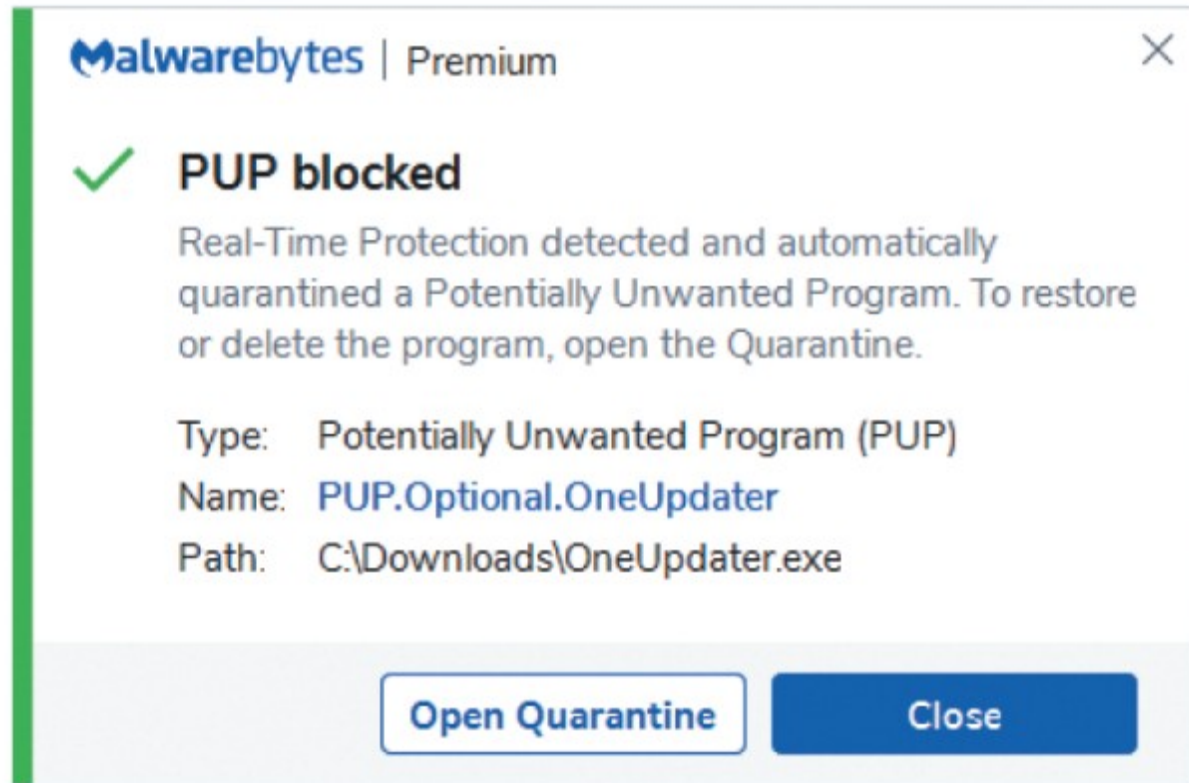 Malwarebytes | Premium
PUP blocked
Real-Time Protection detected and automatically
quarantined a Potentially Unwanted Program. To restore
or delete the program, open the Quarantine.
Type: Potentially Unwanted Program (PUP)
Name: PUP.Optional.OneUpdater
Path: C:\Downloads\OneUpdater.exe
Open Quarantine Close